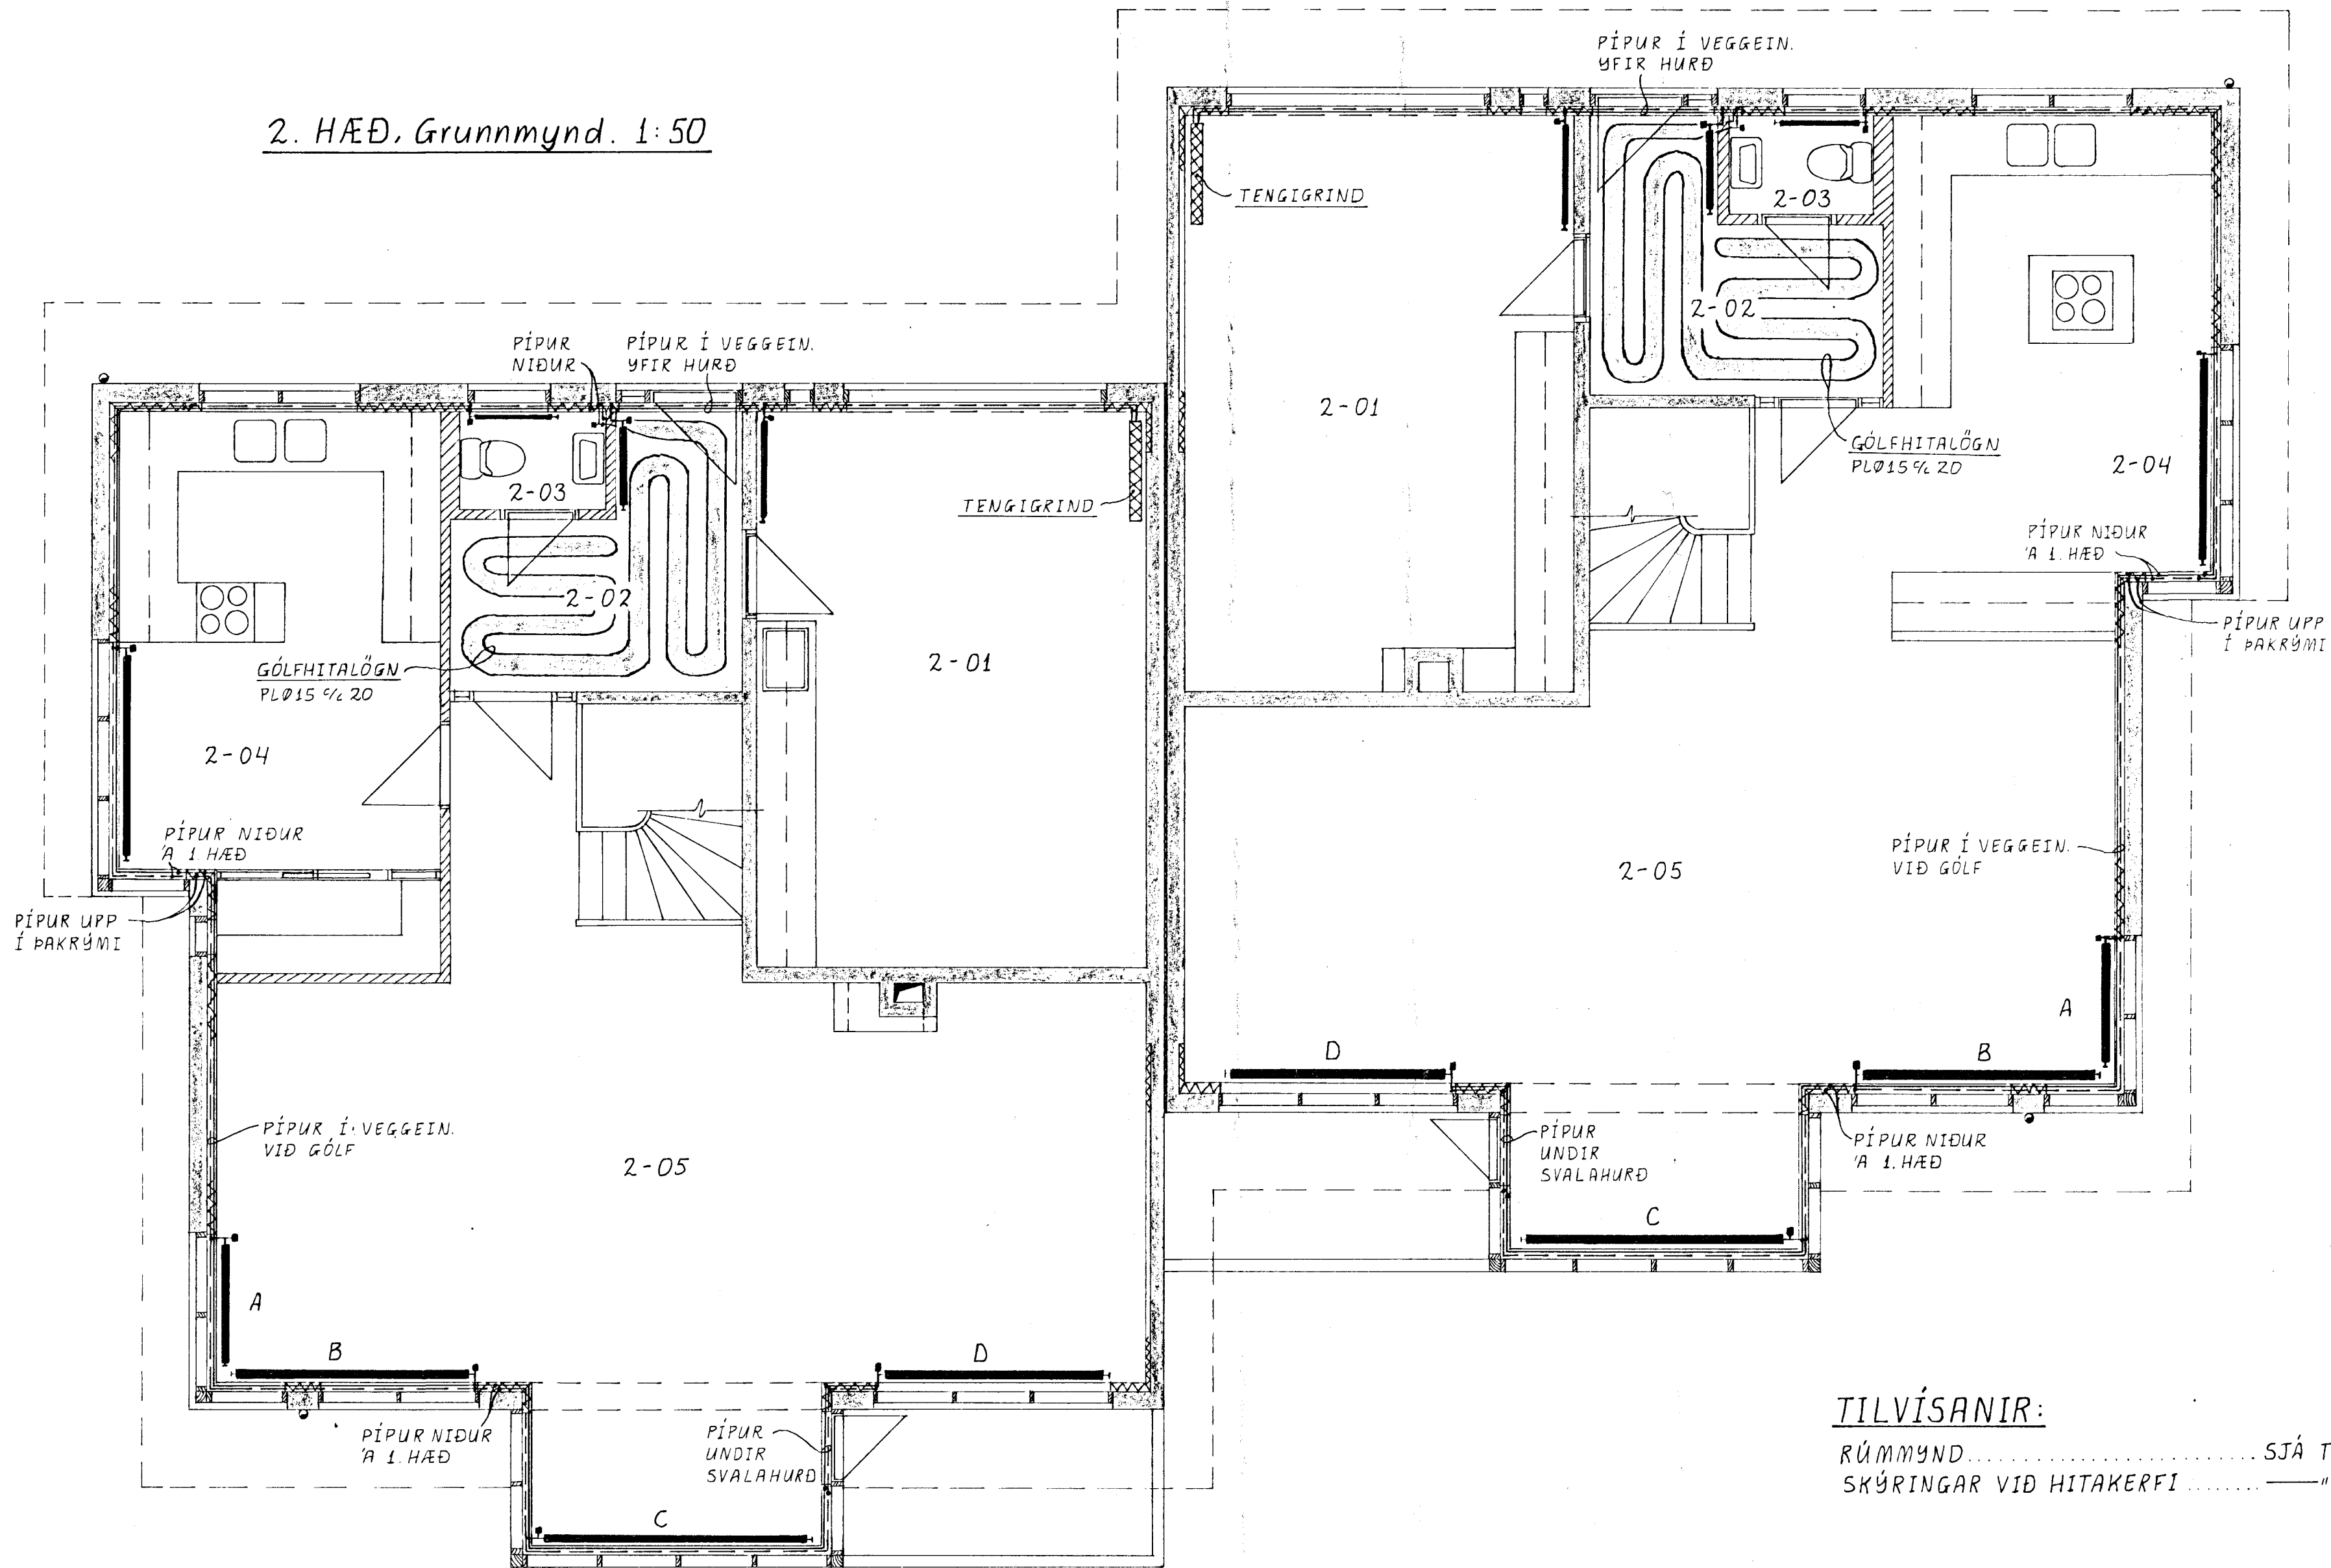 2. HÆÐ. Grunnmynd. 1:50
PÍPUR Í VEGGEIN.
YFIR HURÐ
TENGIGRIND
2-03
2-02
2-01
GÓLFHITALÖGN
PLØ15 c/c 20
2-04
PÍPUR NIÐUR
Á 1. HÆÐ
PÍPUR UPP
Í ÞAKRÝMI
PÍPUR Í VEGGEIN.
VIÐ GÓLF
2-05
A
D
B
PÍPUR
UNDIR
SVALAHURÐ
PÍPUR NIÐUR
Á 1. HÆÐ
C
PÍPUR
NIÐUR
PÍPUR Í VEGGEIN.
YFIR HURÐ
2-03
TENGIGRIND
2-02
GÓLFHITALÖGN
PLØ15 c/c 20
2-01
2-04
PÍPUR NIÐUR
Á 1. HÆÐ
PÍPUR UPP
Í ÞAKRÝMI
PÍPUR Í VEGGEIN.
VIÐ GÓLF
2-05
A
B
D
PÍPUR NIÐUR
Á 1. HÆÐ
PÍPUR
UNDIR
SVALAHURÐ
C
TILVÍSANIR:
RÚMMYND.......................... SJÁ T
SKÝRINGAR VIÐ HITAKERFI ........ —"